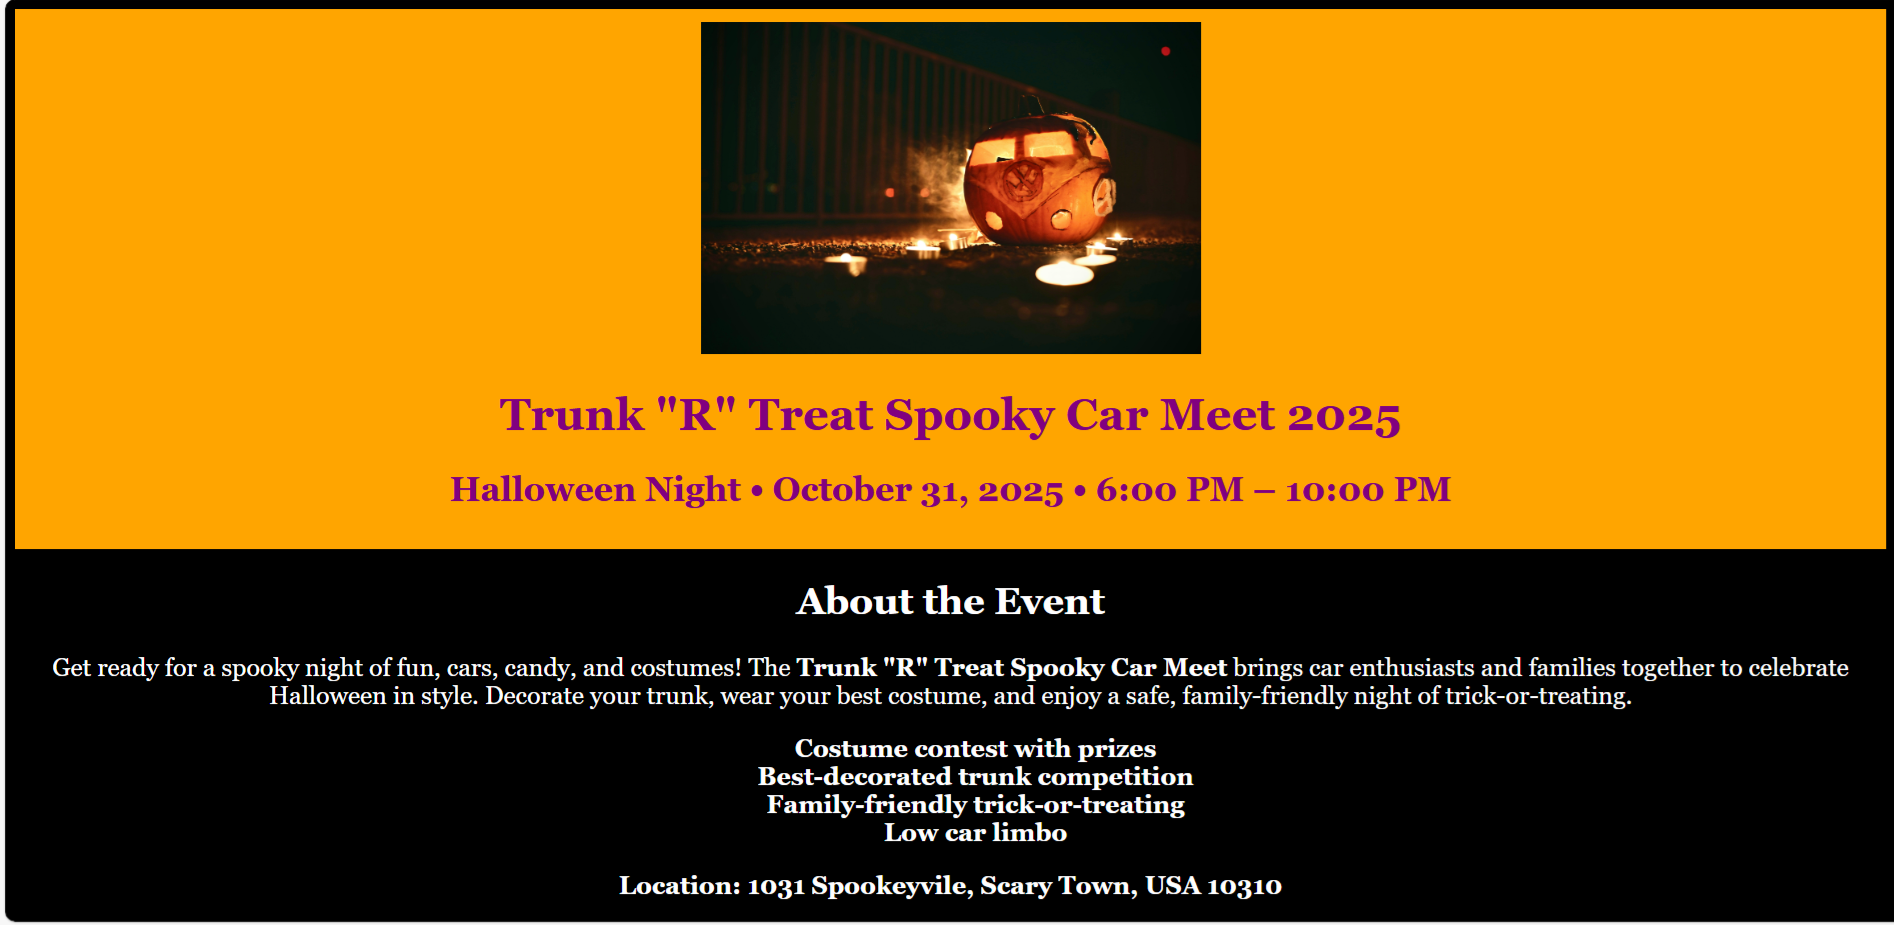 Trunk "R" Treat Spooky Car Meet 2025
Halloween Night • October 31, 2025 • 6:00 PM – 10:00 PM
About the Event
Get ready for a spooky night of fun, cars, candy, and costumes! The Trunk "R" Treat Spooky Car Meet brings car enthusiasts and families together to celebrate
Halloween in style. Decorate your trunk, wear your best costume, and enjoy a safe, family-friendly night of trick-or-treating.
Costume contest with prizes
Best-decorated trunk competition
Family-friendly trick-or-treating
Low car limbo
Location: 1031 Spookeyvile, Scary Town, USA 10310